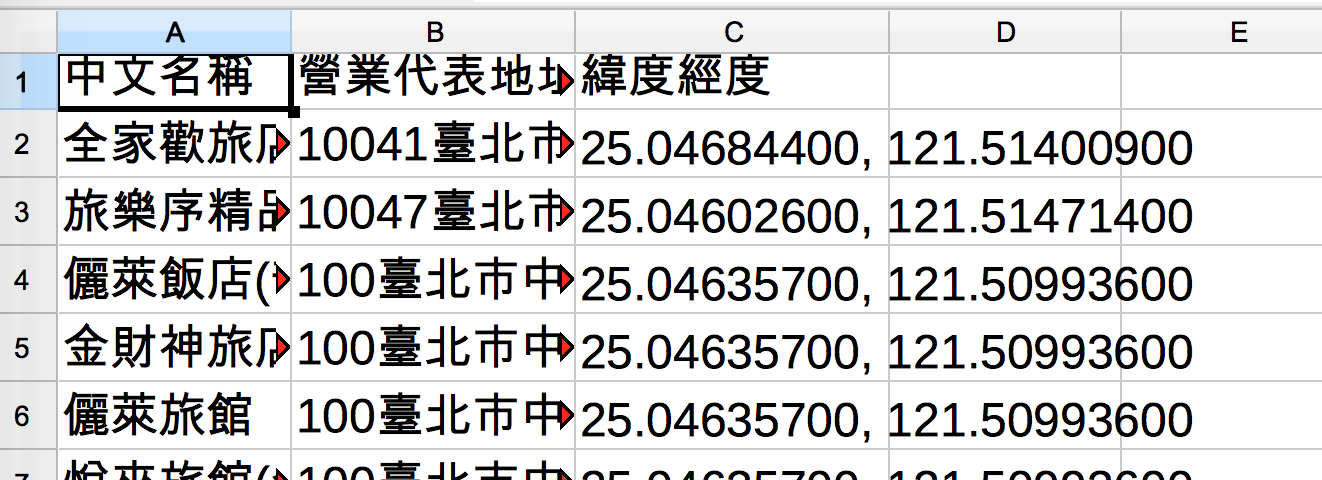 A B C D E
1 中文名稱 營業代表地址 緯度經度
2 全家歡旅店 10041臺北市 25.04684400, 121.51400900
3 旅樂序精品 10047臺北市 25.04602600, 121.51471400
4 儷萊飯店( 100臺北市中 25.04635700, 121.50993600
5 金財神旅店 100臺北市中 25.04635700, 121.50993600
6 儷萊旅館 100臺北市中 25.04635700, 121.50993600